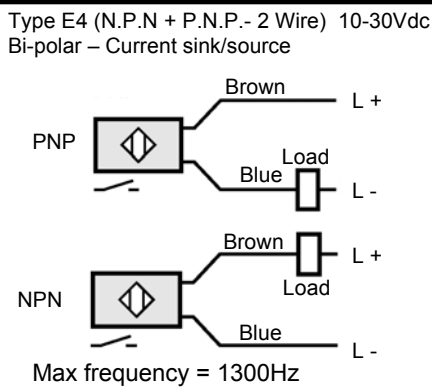 Type E4 (N.P.N + P.N.P.- 2 Wire)  10-30Vdc
Bi-polar – Current sink/source
Brown
L +
PNP
Load
Blue
L -
Brown
L +
Load
NPN
Blue
L -
Max frequency = 1300Hz